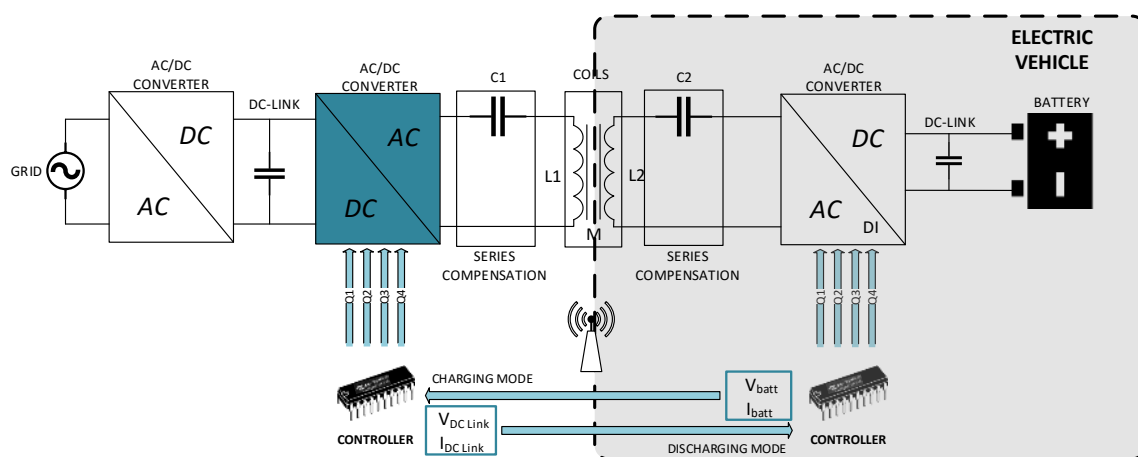 ELECTRIC
VEHICLE
AC/DC
CONVERTER
AC/DC
CONVERTER
C1
COILS
C2
AC/DC
CONVERTER
BATTERY
DC-LINK
DC-LINK
GRID
DC
AC
AC
DC
L1
L2
M
DC
AC
DI
SERIES
COMPENSATION
SERIES
COMPENSATION
Q1
Q2
Q3
Q4
Q1
Q2
Q3
Q4
CHARGING MODE
Vbatt
Ibatt
VDC Link
IDC Link
CONTROLLER
DISCHARGING MODE
CONTROLLER